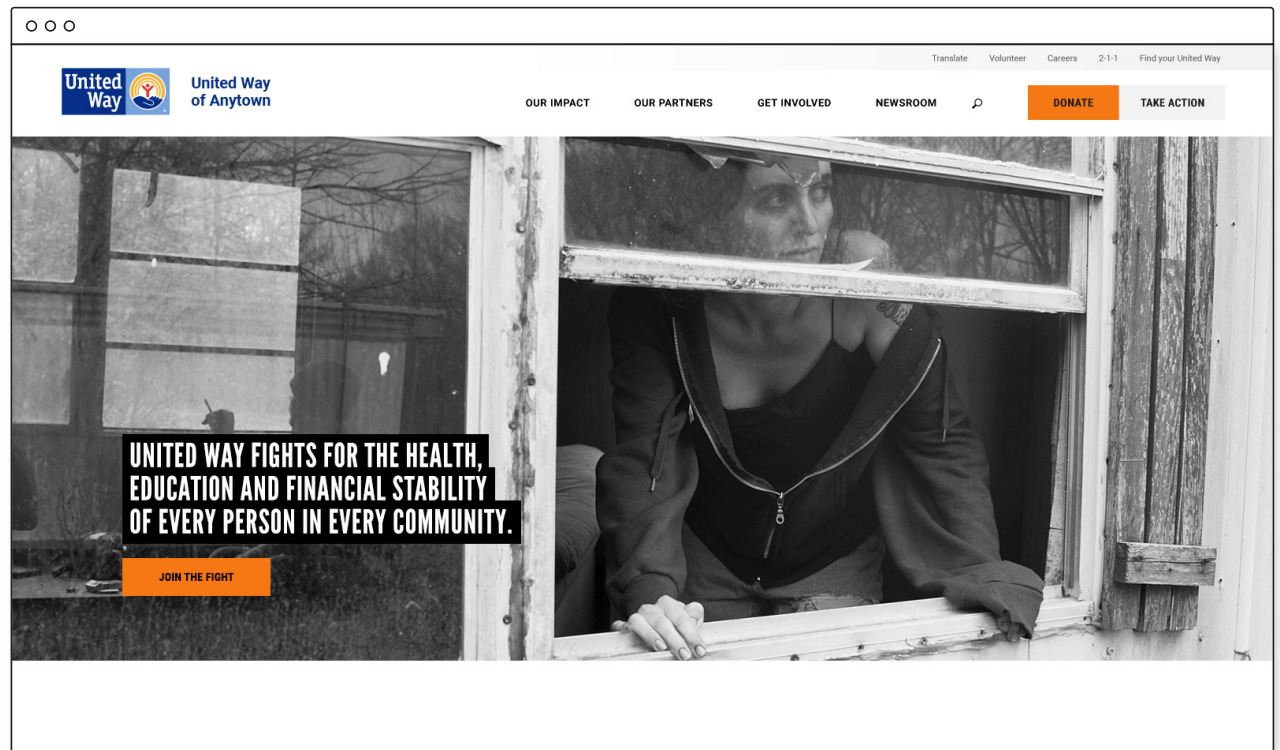 Translate Volunteer Careers 2-1-1 Find your United Way
United
Way
United Way
of Anytown
OUR IMPACT OUR PARTNERS GET INVOLVED NEWSROOM DONATE TAKE ACTION
UNITED WAY FIGHTS FOR THE HEALTH,
EDUCATION AND FINANCIAL STABILITY
OF EVERY PERSON IN EVERY COMMUNITY.
JOIN THE FIGHT